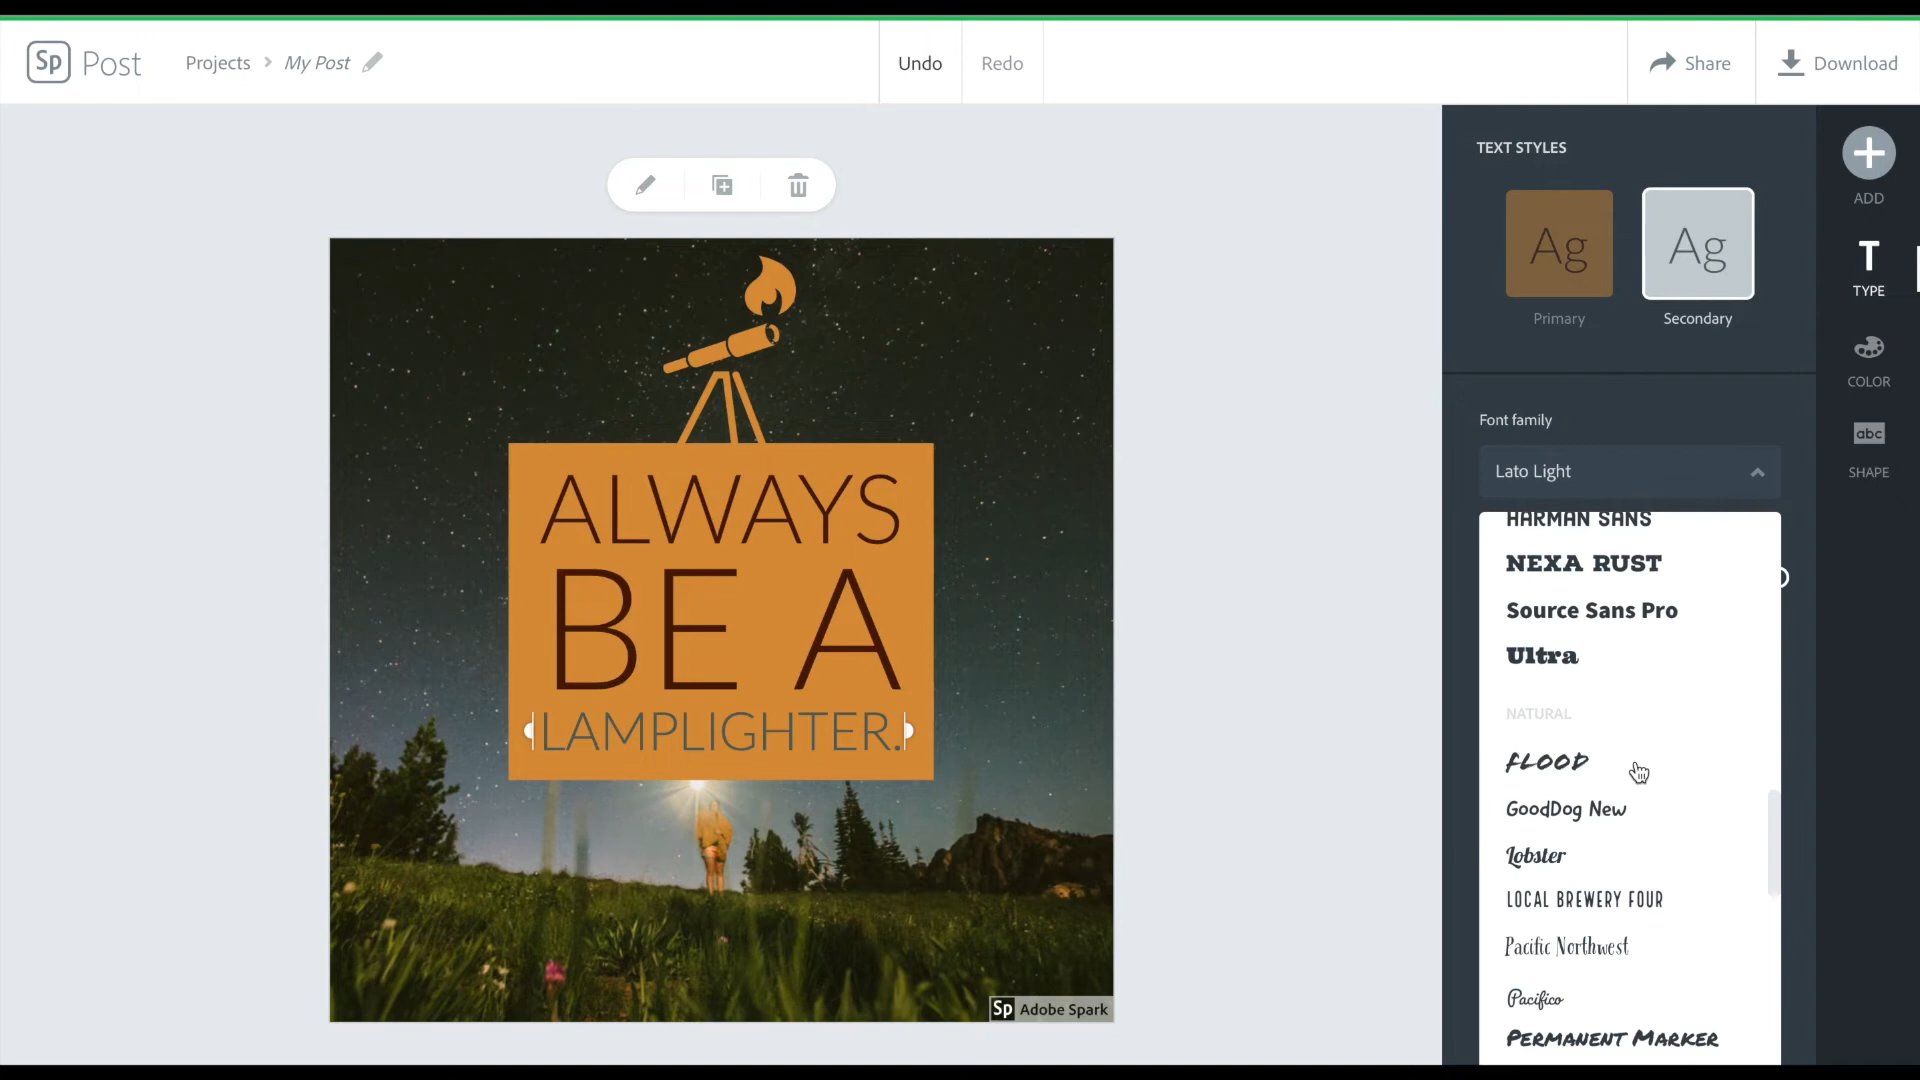 Sp Post
Projects > My Post
Undo
Redo
Share
Download
TEXT STYLES
Ag
Primary
Ag
Secondary
ADD
TYPE
COLOR
abc
SHAPE
Font family
Lato Light
HARMAN SANS
NEXA RUST
Source Sans Pro
Ultra
NATURAL
FLOOD
GoodDog New
Lobster
LOCAL BREWERY FOUR
Pacific Northwest
Pacifico
PERMANENT MARKER
ALWAYS
BE A
LAMPLIGHTER.
Sp Adobe Spark